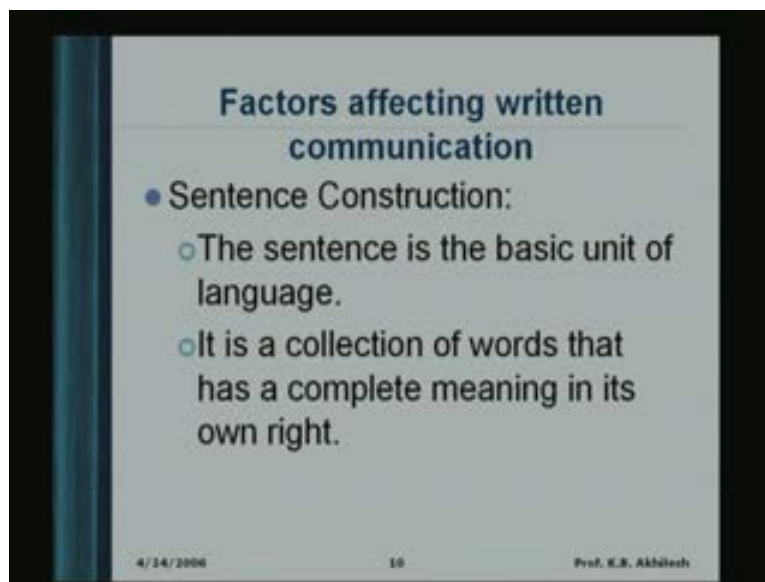 Factors affecting written
communication
Sentence Construction:
The sentence is the basic unit of
language.
It is a collection of words that
has a complete meaning in its
own right.
4/24/2006 10 Prof. K.B. Akhilesh